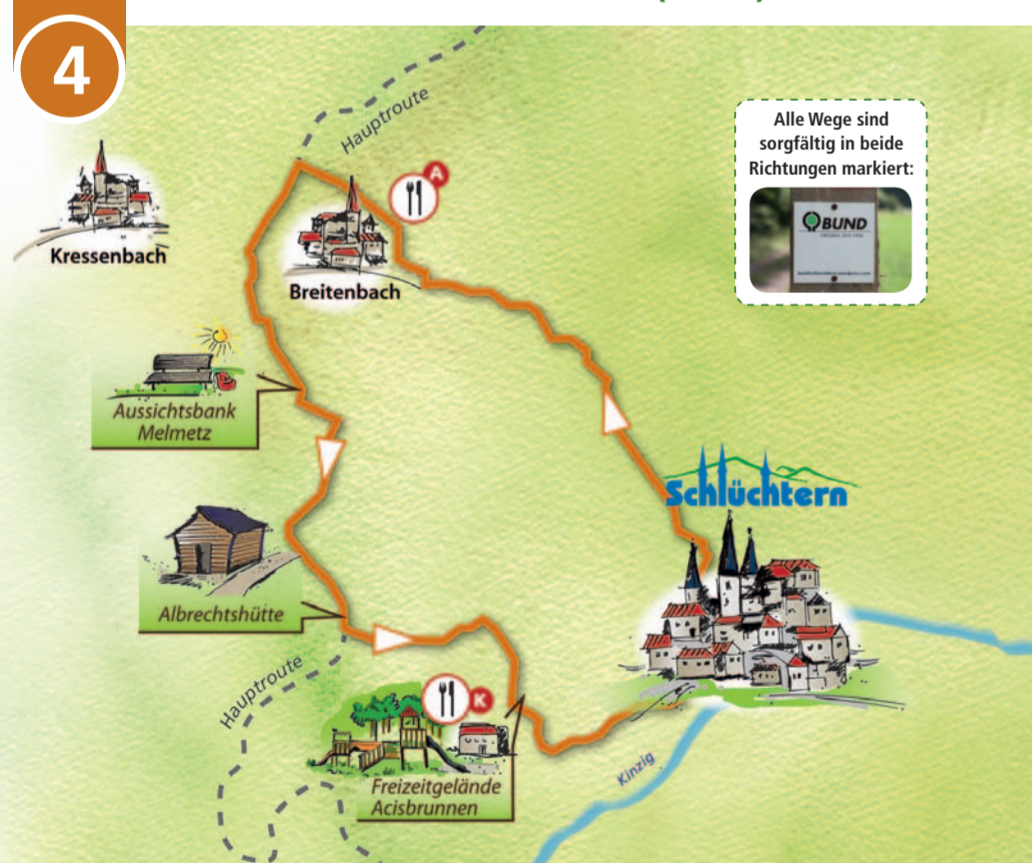 4
Hauptroute
Alle Wege sind
sorgfältig in beide
Richtungen markiert:
BUND
A
Kressenbach
Breitenbach
Aussichtsbank
Melmetz
Schlüchtern
Albrechtshütte
Hauptroute
K
Freizeitgelände
Acisbrunnen
Kinzig